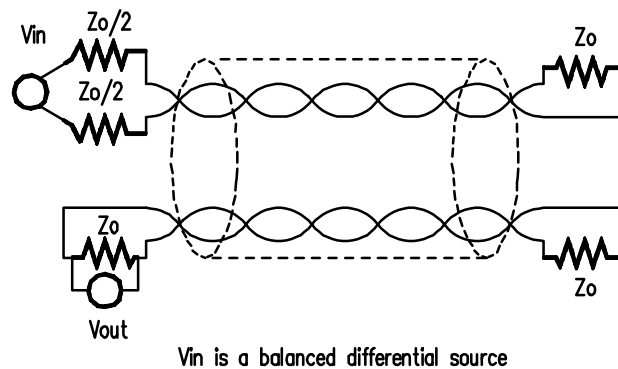 Vin
Zo/2
Zo/2
Zo
Zo
Vout
Zo
Vin is a balanced differential source